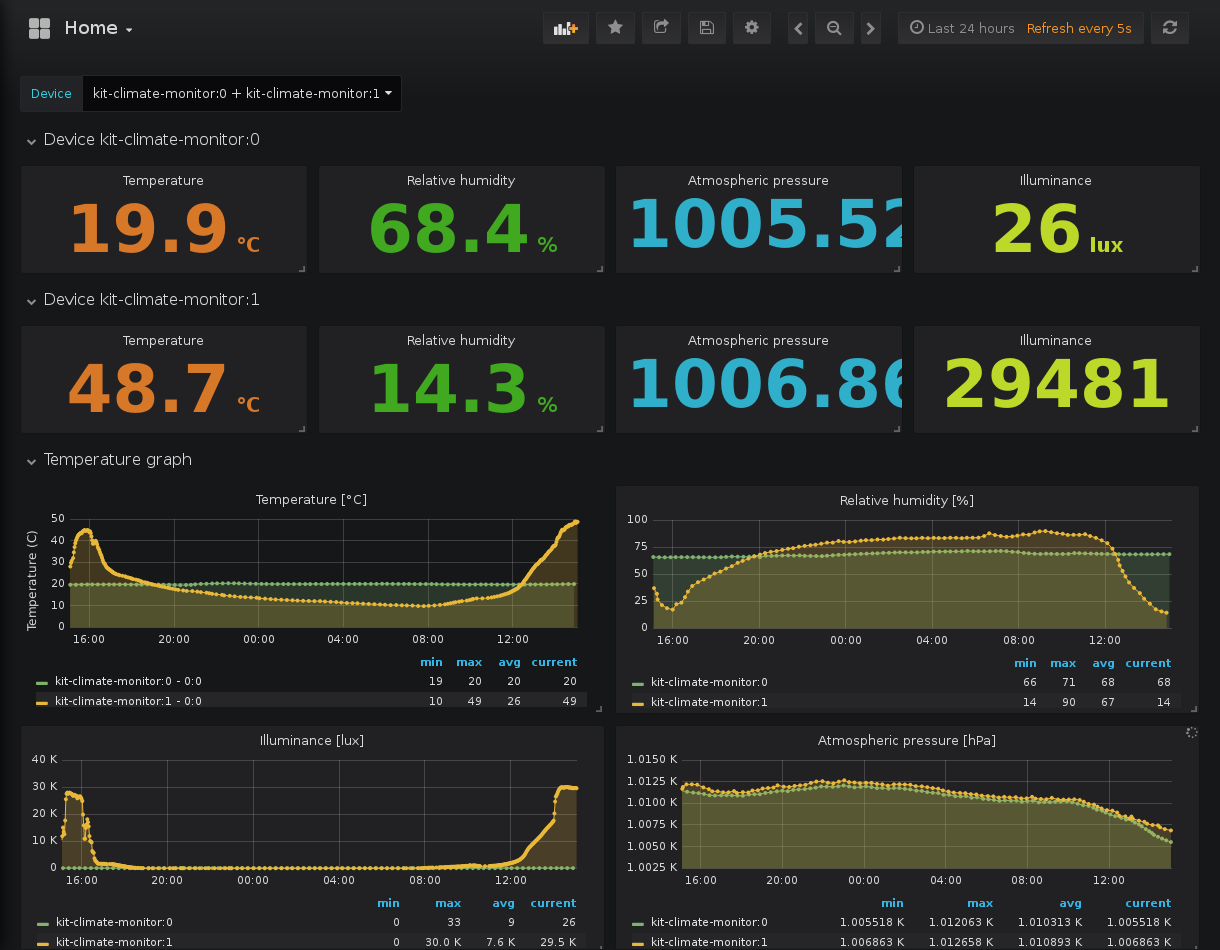 Home
Last 24 hours Refresh every 5s
Device kit-climate-monitor:0 + kit-climate-monitor:1
Device kit-climate-monitor:0
Temperature Relative humidity Atmospheric pressure Illuminance
19.9 °C 68.4 % 1005.52 26 lux
Device kit-climate-monitor:1
Temperature Relative humidity Atmospheric pressure Illuminance
48.7 °C 14.3 % 1006.86 29481
Temperature graph
Temperature [°C]
Temperature (C)
50
40
30
20
10
0
16:00 20:00 00:00 04:00 08:00 12:00
min max avg current
kit-climate-monitor:0 - 0:0 19 20 20 20
kit-climate-monitor:1 - 0:0 10 49 26 49
Relative humidity [%]
100
75
50
25
0
16:00 20:00 00:00 04:00 08:00 12:00
min max avg current
kit-climate-monitor:0 66 71 68 68
kit-climate-monitor:1 14 90 67 14
Illuminance [lux]
40 K
30 K
20 K
10 K
0
16:00 20:00 00:00 04:00 08:00 12:00
min max avg current
kit-climate-monitor:0 0 33 9 26
kit-climate-monitor:1 0 30.0 K 7.6 K 29.5 K
Atmospheric pressure [hPa]
1.0150 K
1.0125 K
1.0100 K
1.0075 K
1.0050 K
1.0025 K
16:00 20:00 00:00 04:00 08:00 12:00
min max avg current
kit-climate-monitor:0 1.005518 K 1.012063 K 1.010313 K 1.005518 K
kit-climate-monitor:1 1.006863 K 1.012658 K 1.010893 K 1.006863 K